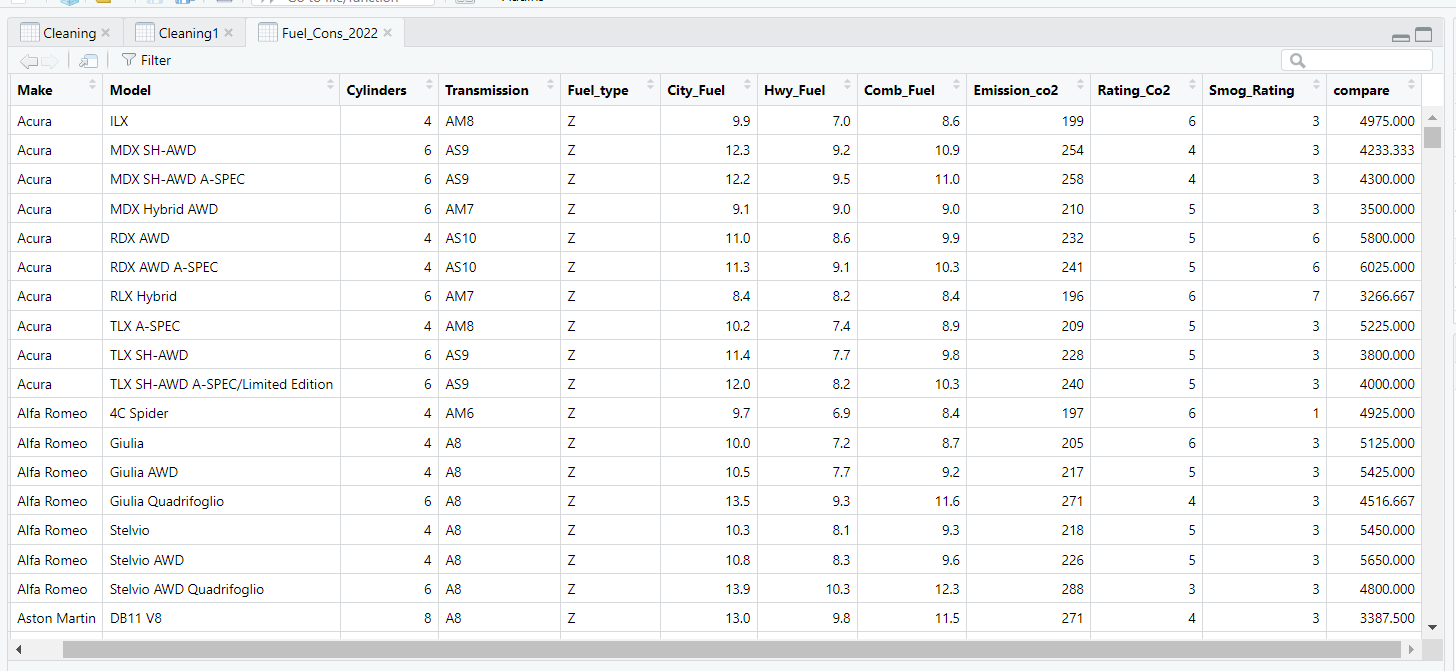 Cleaning Cleaning1 Fuel_Cons_2022
Filter
Make Model Cylinders Transmission Fuel_type City_Fuel Hwy_Fuel Comb_Fuel Emission_co2 Rating_Co2 Smog_Rating compare
Acura ILX 4 AM8 Z 9.9 7.0 8.6 199 6 3 4975.000
Acura MDX SH-AWD 6 AS9 Z 12.3 9.2 10.9 254 4 3 4233.333
Acura MDX SH-AWD A-SPEC 6 AS9 Z 12.2 9.5 11.0 258 4 3 4300.000
Acura MDX Hybrid AWD 6 AM7 Z 9.1 9.0 9.0 210 5 3 3500.000
Acura RDX AWD 4 AS10 Z 11.0 8.6 9.9 232 5 6 5800.000
Acura RDX AWD A-SPEC 4 AS10 Z 11.3 9.1 10.3 241 5 6 6025.000
Acura RLX Hybrid 6 AM7 Z 8.4 8.2 8.4 196 6 7 3266.667
Acura TLX A-SPEC 4 AM8 Z 10.2 7.4 8.9 209 5 3 5225.000
Acura TLX SH-AWD 6 AS9 Z 11.4 7.7 9.8 228 5 3 3800.000
Acura TLX SH-AWD A-SPEC/Limited Edition 6 AS9 Z 12.0 8.2 10.3 240 5 3 4000.000
Alfa Romeo 4C Spider 4 AM6 Z 9.7 6.9 8.4 197 6 1 4925.000
Alfa Romeo Giulia 4 A8 Z 10.0 7.2 8.7 205 6 3 5125.000
Alfa Romeo Giulia AWD 4 A8 Z 10.5 7.7 9.2 217 5 3 5425.000
Alfa Romeo Giulia Quadrifoglio 6 A8 Z 13.5 9.3 11.6 271 4 3 4516.667
Alfa Romeo Stelvio 4 A8 Z 10.3 8.1 9.3 218 5 3 5450.000
Alfa Romeo Stelvio AWD 4 A8 Z 10.8 8.3 9.6 226 5 3 5650.000
Alfa Romeo Stelvio AWD Quadrifoglio 6 A8 Z 13.9 10.3 12.3 288 3 3 4800.000
Aston Martin DB11 V8 8 A8 Z 13.0 9.8 11.5 271 4 3 3387.500